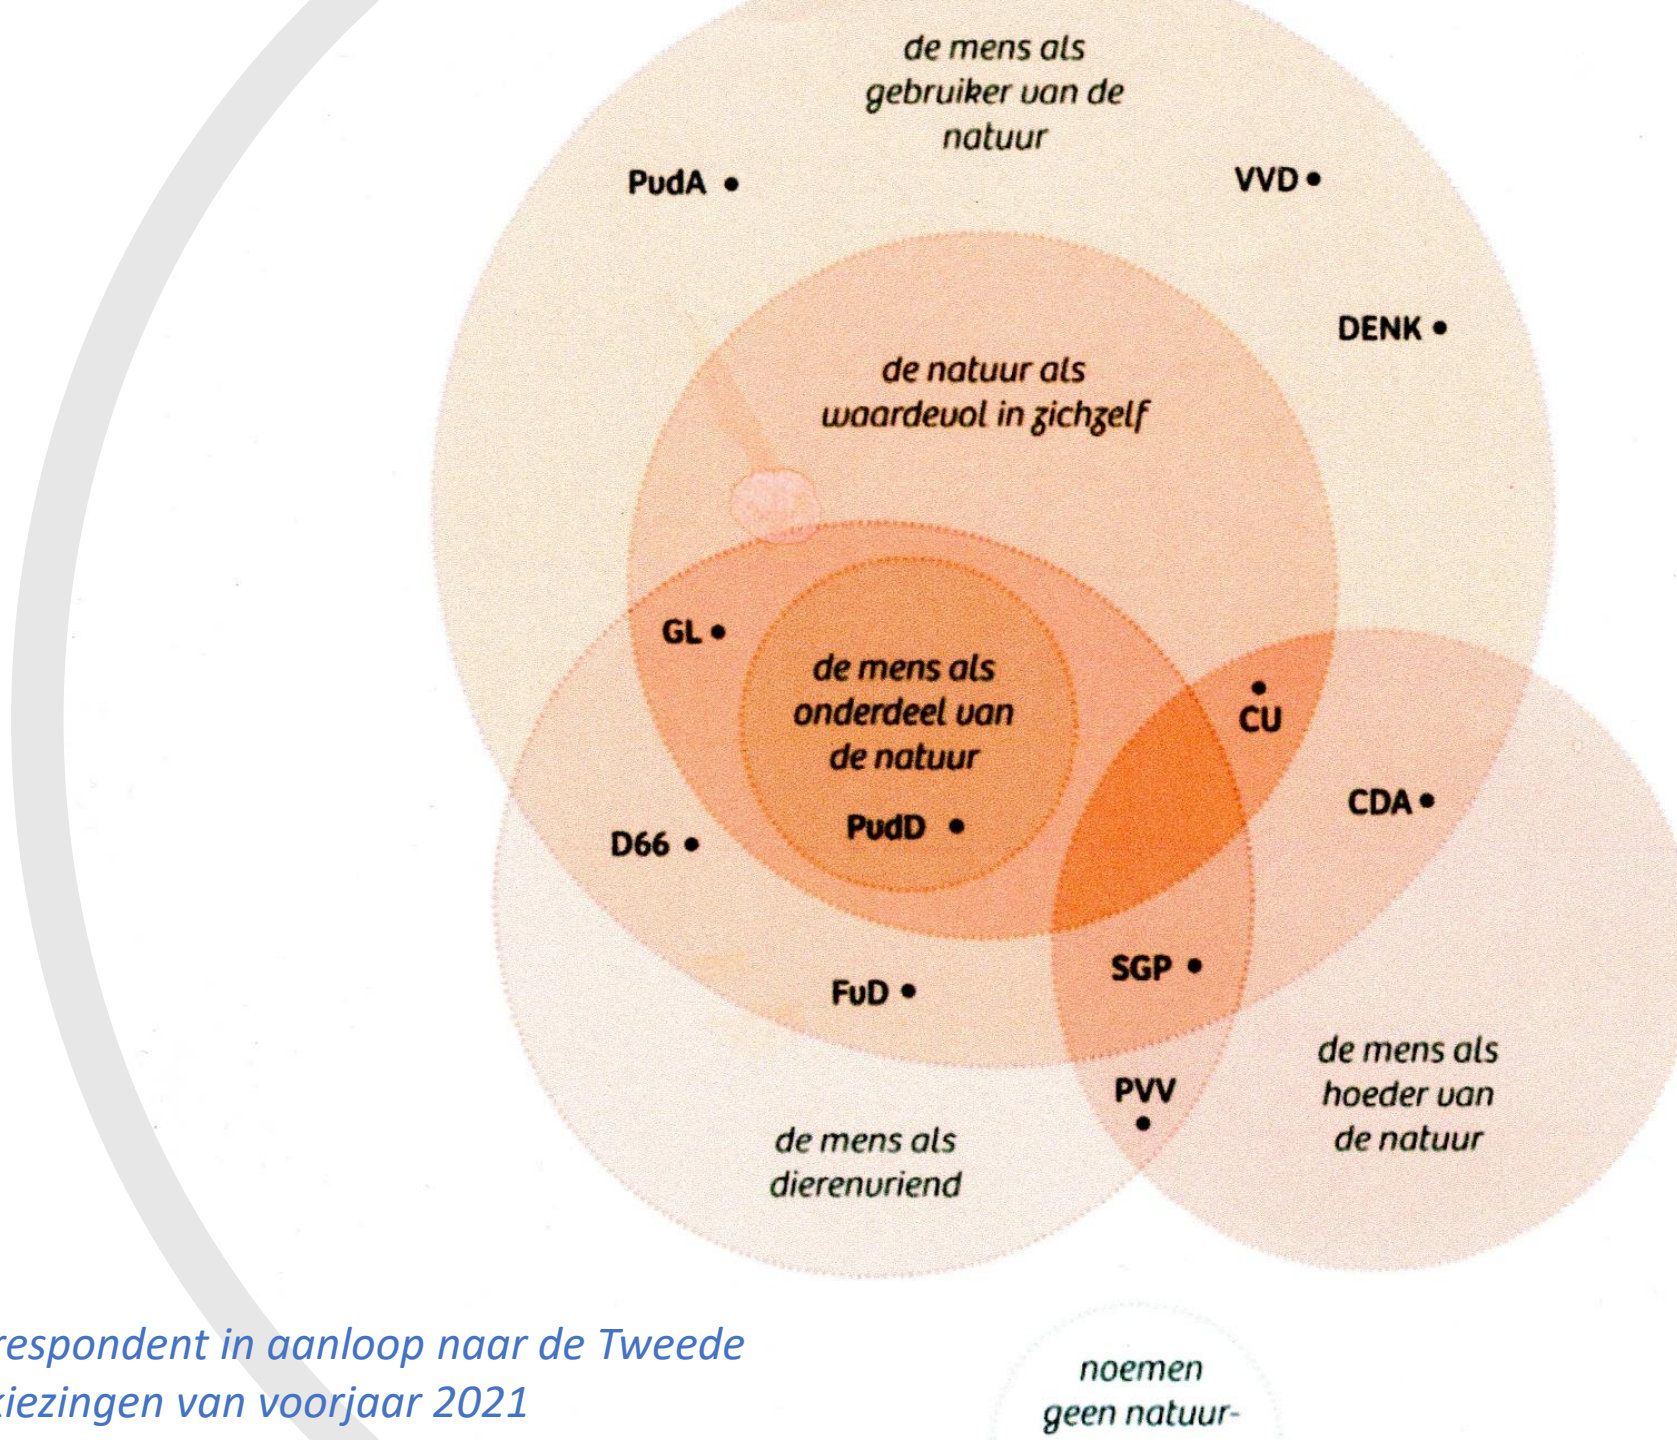 de mens als
gebruiker van de
natuur
PvdA
VVD
DENK
de natuur als
waardevol in zichzelf
GL
de mens als
onderdeel van
de natuur
CU
CDA
PvdD
D66
SGP
FvD
de mens als
hoeder van
de natuur
PVV
de mens als
dierenvriend
respondent in aanloop naar de Tweede
kiezingen van voorjaar 2021
noemen
geen natuur-